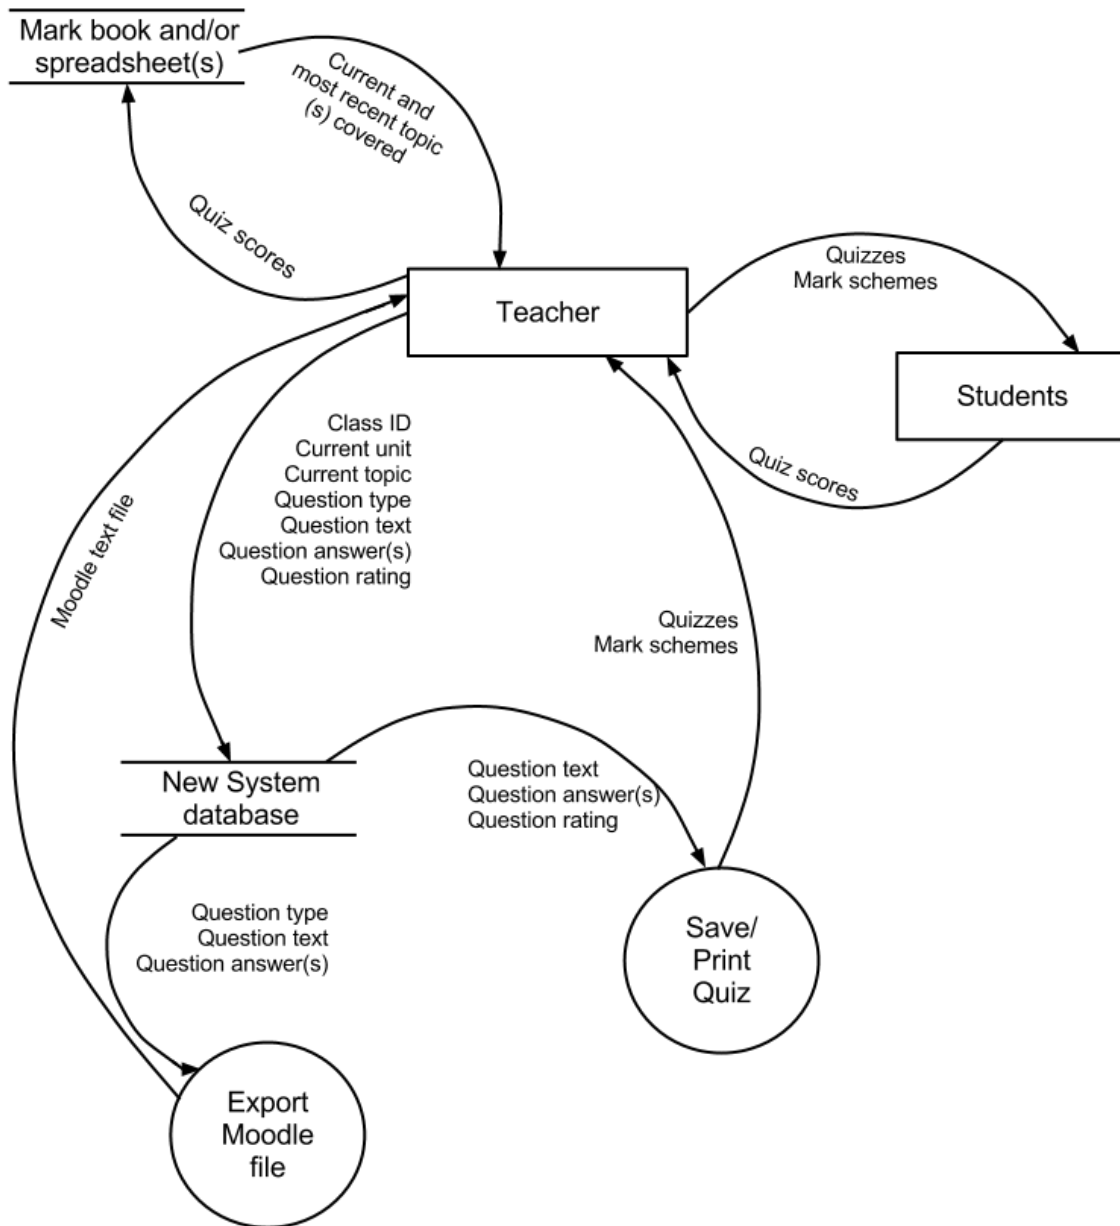 Mark book and/or
spreadsheet(s)
Current and
most recent topic
(s) covered
Quiz scores
Teacher
Quizzes
Mark schemes
Students
Quiz scores
Class ID
Current unit
Current topic
Question type
Question text
Question answer(s)
Question rating
Moodle text file
Quizzes
Mark schemes
New System
database
Question text
Question answer(s)
Question rating
Question type
Question text
Question answer(s)
Save/
Print
Quiz
Export
Moodle
file